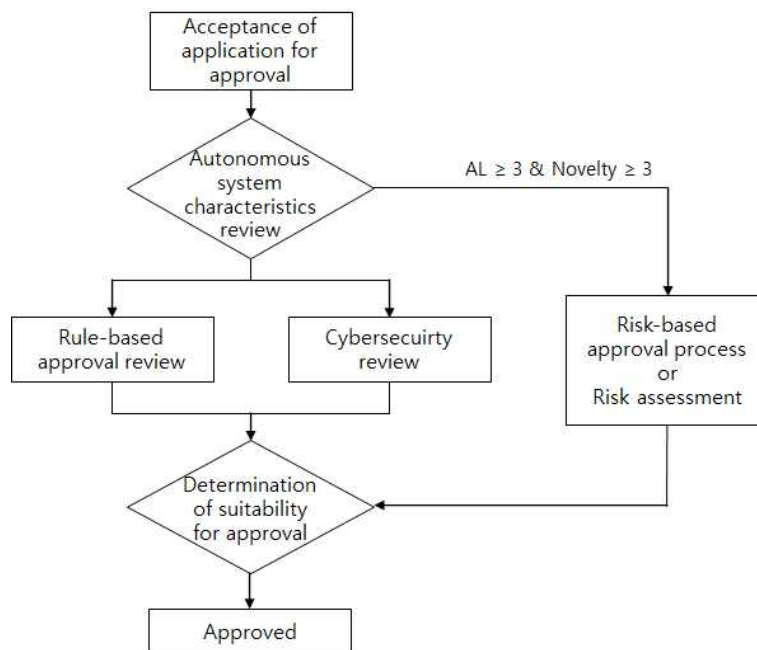 Acceptance of
application for
approval
Autonomous
system
characteristics
review
AL ≥ 3 & Novelty ≥ 3
Rule-based
approval review
Cybersecuirty
review
Risk-based
approval process
or
Risk assessment
Determination
of suitability
for approval
Approved